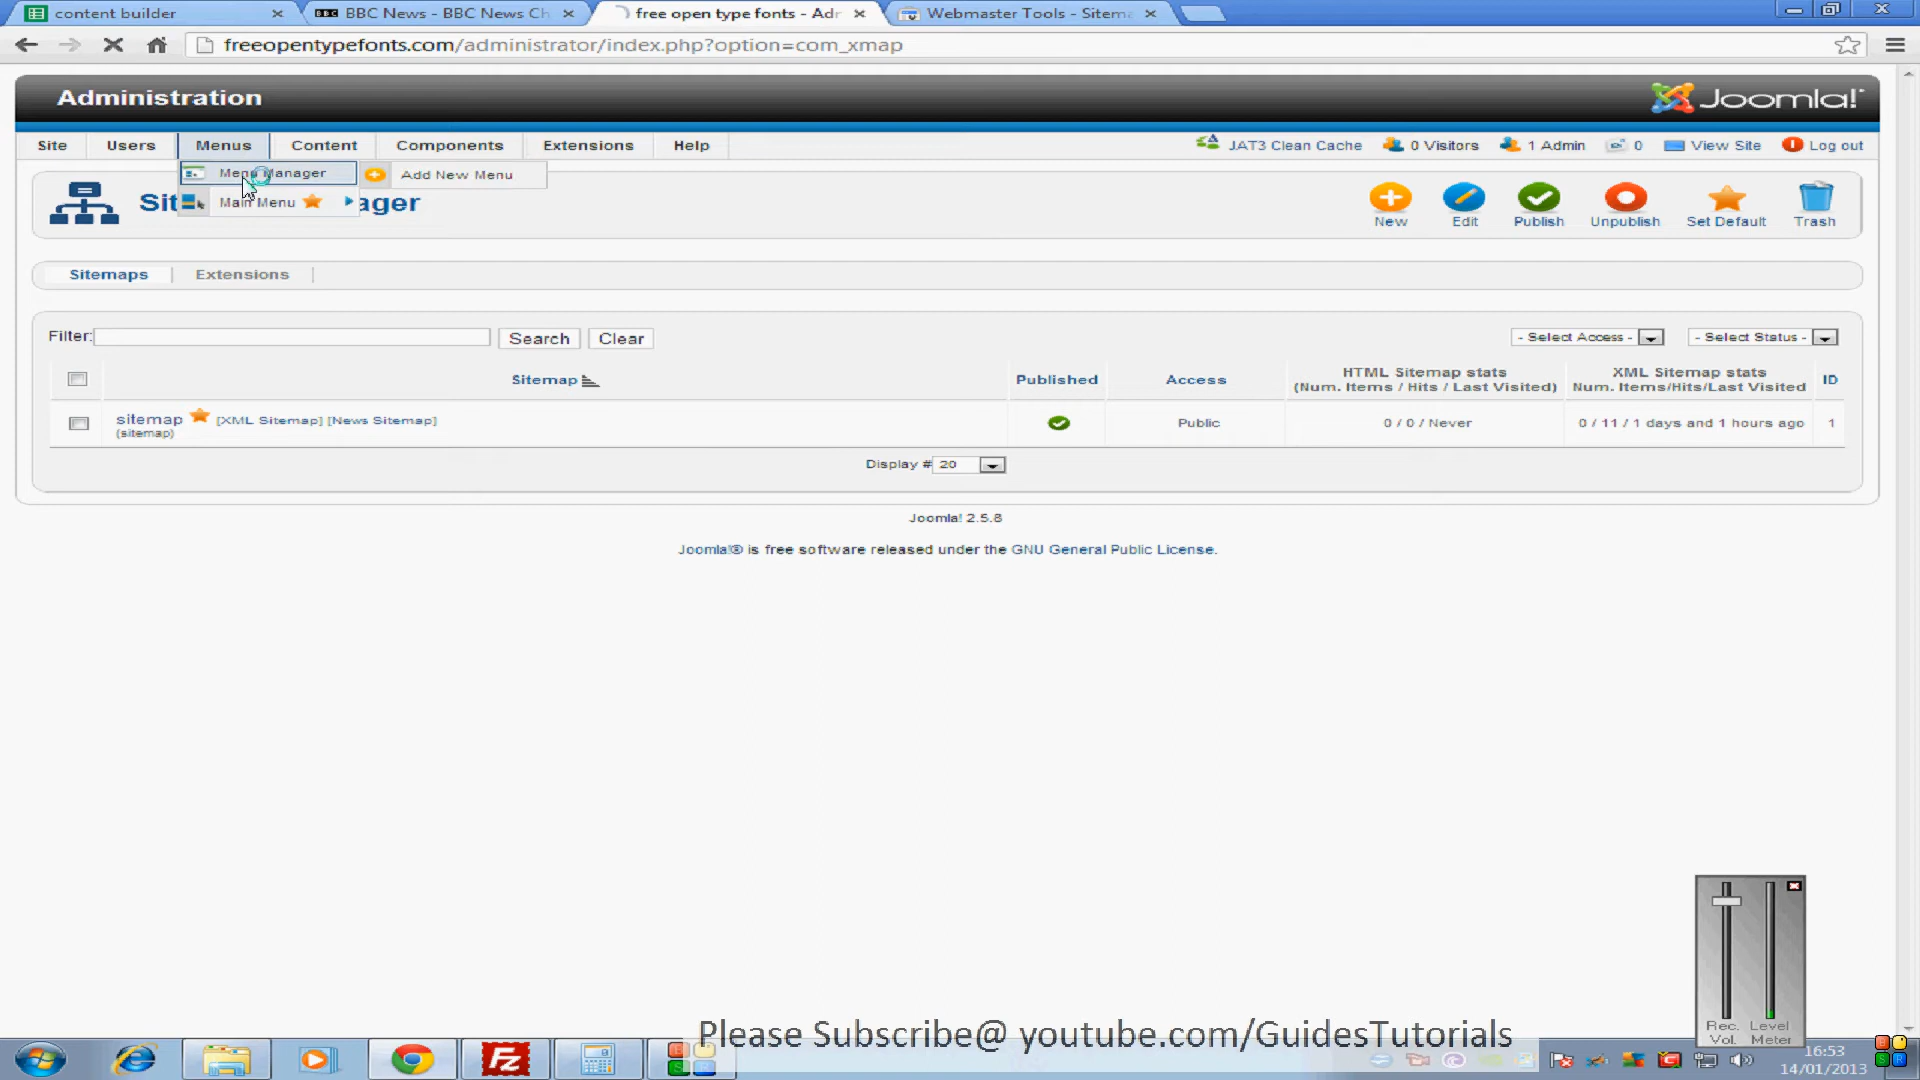 content builder
BBC News - BBC News Ch
free open type fonts - Adr
Webmaster Tools - Sitem
freeopentypefonts.com/administrator/index.php?option=com_xmap
Administration
Joomla!
Site Users Menus Content Components Extensions Help
JAT3 Clean Cache 0 Visitors 1 Admin 0 View Site Log out
Menu Manager
Add New Menu
Main Menu
New Edit Publish Unpublish Set Default Trash
Sitemaps Extensions
Filter: Search Clear
- Select Access - - Select Status -
Sitemap Published Access
HTML Sitemap stats
(Num. Items / Hits / Last Visited)
XML Sitemap stats
Num. Items/Hits/Last Visited
ID
sitemap [XML Sitemap] [News Sitemap]
(sitemap)
Public
0 / 0 / Never
0 / 11 / 1 days and 1 hours ago
1
Display # 20
Joomla! 2.5.8
Joomla!® is free software released under the GNU General Public License.
Rec. Level
Vol. Meter
Please Subscribe@ youtube.com/GuidesTutorials
16:53
14/01/2013